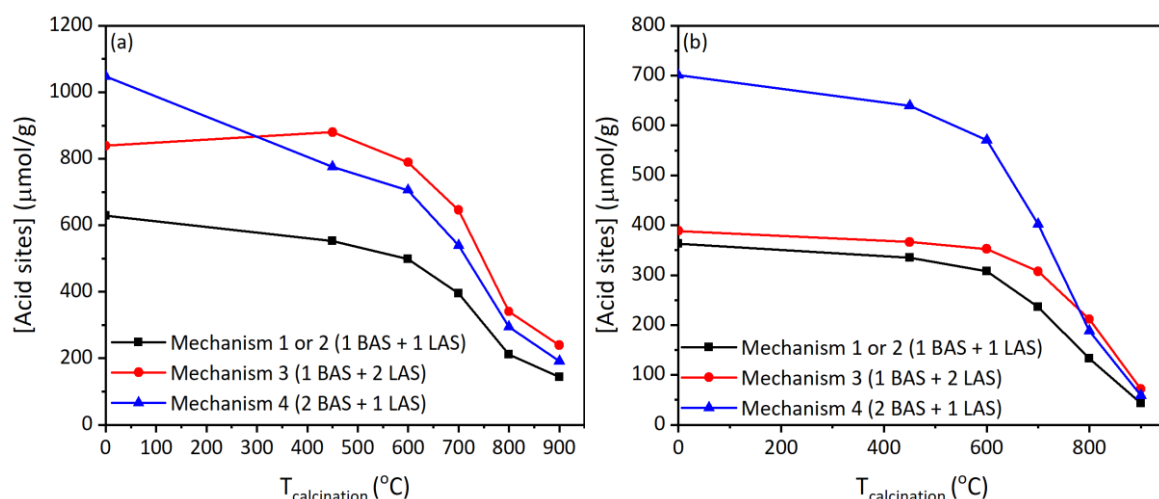 (a)
1200
1000
800
600
400
200
0
[Acid sites] (μmol/g)
Mechanism 1 or 2 (1 BAS + 1 LAS)
Mechanism 3 (1 BAS + 2 LAS)
Mechanism 4 (2 BAS + 1 LAS)
0 100 200 300 400 500 600 700 800 900
Tcalcination (°C)
(b)
800
700
600
500
400
300
200
100
0
[Acid sites] (μmol/g)
Mechanism 1 or 2 (1 BAS + 1 LAS)
Mechanism 3 (1 BAS + 2 LAS)
Mechanism 4 (2 BAS + 1 LAS)
0 200 400 600 800
Tcalcination (°C)